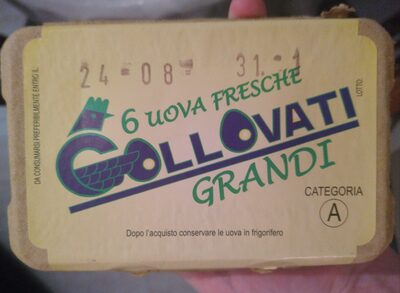 24-08 31.-1
DA CONSUMARSI PREFERIBILMENTE ENTRO IL
6 UOVA FRESCHE
COLLOVATI
GRANDI
LOTTO:
CATEGORIA
A
Dopo l'acquisto conservare le uova in frigorifero